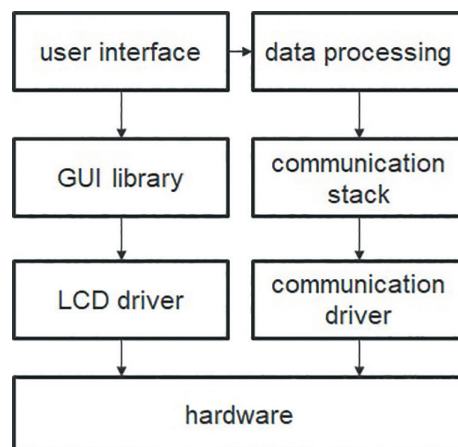 user interface
data processing
GUI library
communication
stack
LCD driver
communication
driver
hardware